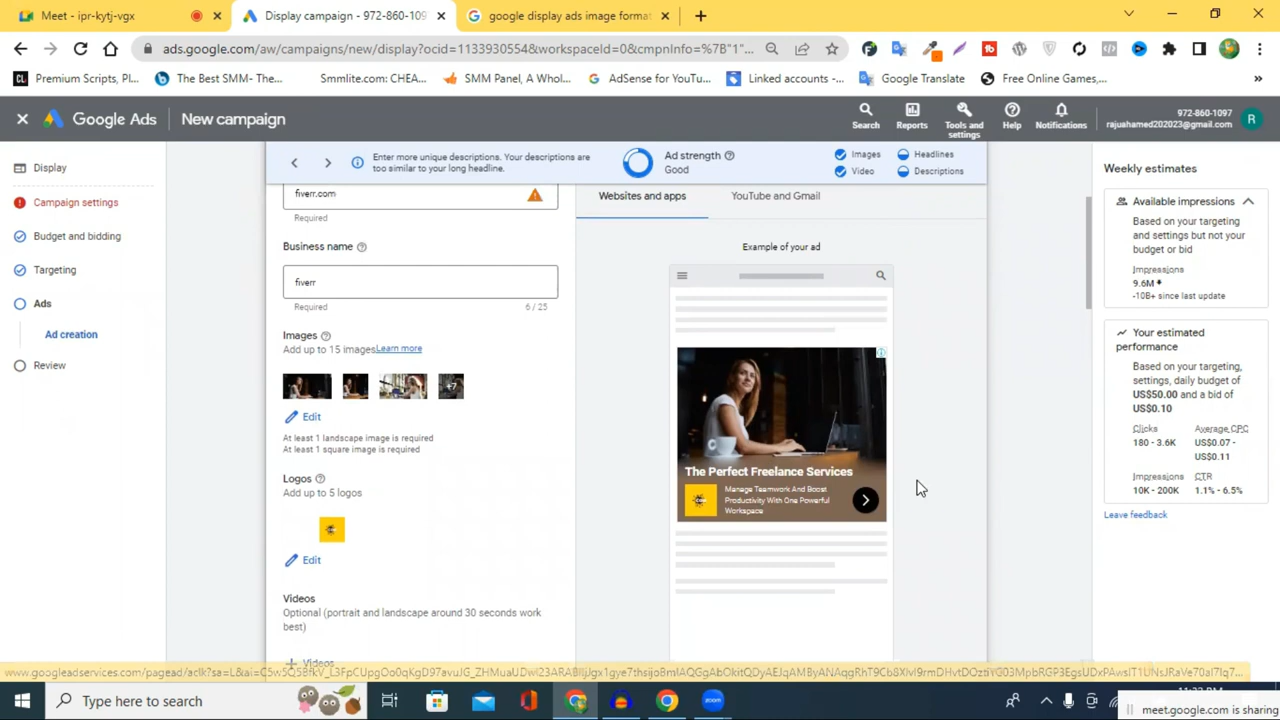 Meet - ipr-kytj-vgx
Display campaign - 972-860-109
google display ads image format
ads.google.com/aw/campaigns/new/display?ocid=1133930554&workspaceId=0&cmpnInfo=%7B"1"...
Premium Scripts, Pl...
The Best SMM- The...
Smmlite.com: CHEA...
SMM Panel, A Whol...
AdSense for YouTu...
Linked accounts -...
Google Translate
Free Online Games,...
Google Ads
New campaign
Search
Reports
Tools and settings
Help
Notifications
972-860-1097
rajuahamed202023@gmail.com
R
Display
Campaign settings
Budget and bidding
Targeting
Ads
Ad creation
Review
Enter more unique descriptions. Your descriptions are
too similar to your long headline.
Ad strength
Good
Images
Headlines
Video
Descriptions
fiverr.com
Required
Business name
fiverr
Required
6 / 25
Images
Add up to 15 images Learn more
+7
Edit
At least 1 landscape image is required
At least 1 square image is required
Logos
Add up to 5 logos
Edit
Videos
Optional (portrait and landscape around 30 seconds work
best)
Videos
Websites and apps
YouTube and Gmail
Example of your ad
The Perfect Freelance Services
Manage Teamwork And Boost
Productivity With One Powerful
Workspace
Weekly estimates
Available impressions
Based on your targeting
and settings but not your
budget or bid
Impressions
9.6M
-10B+ since last update
Your estimated
performance
Based on your targeting,
settings, daily budget of
US$50.00 and a bid of
US$0.10
Clicks
Average CPC
180 - 3.6K
US$0.07 -
US$0.11
Impressions
CTR
10K - 200K
1.1% - 6.5%
Leave feedback
Type here to search
zoom
meet.google.com is sharing